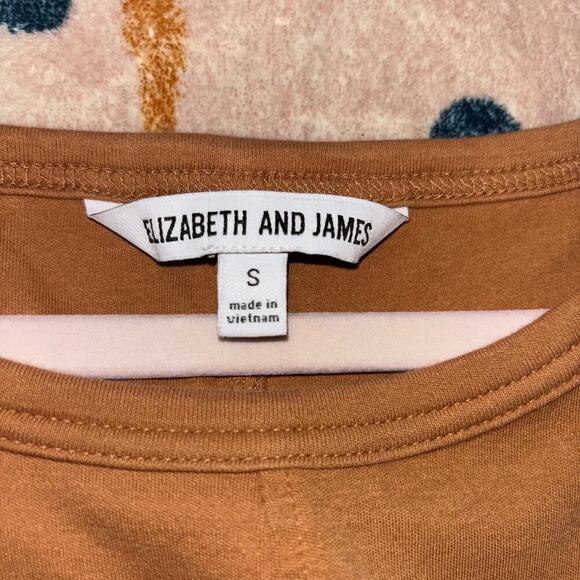 ELIZABETH AND JAMES
S
made in
vietnam